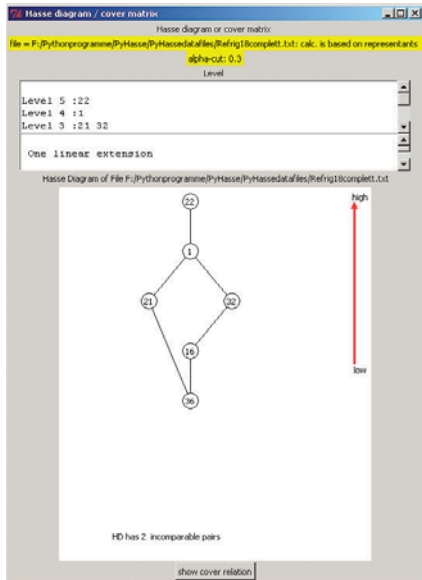 Hasse diagram / cover matrix
Hasse diagram or cover matrix
file = F:/Pythonprogramme/PyHasse/PyHassedatafiles/Refrig18complett.txt: calc. is based on representants
alpha-cut: 0.3
Level
Level 5 :22
Level 4 :1
Level 3 :21 32
One linear extension
Hasse Diagram of File F:/Pythonprogramme/PyHasse/PyHassedatafiles/Refrig18complett.txt
22
high
1
21
32
16
low
36
HD has 2 incomparable pairs
show cover relation